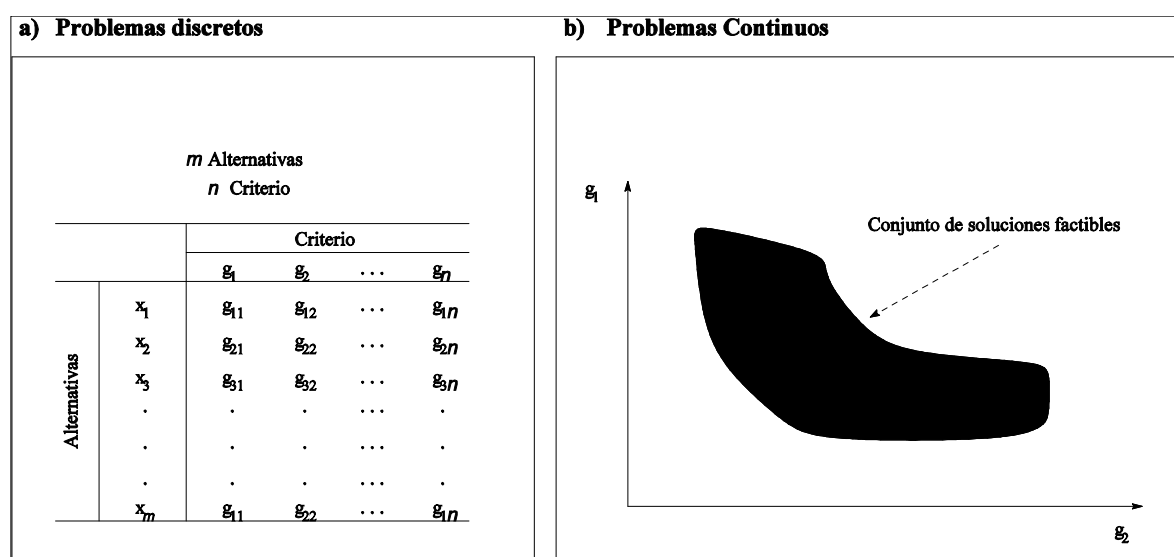 a) Problemas discretos
m Alternativas
n Criterio
Criterio
g1 g2 ... gn
Alternativas
x1 g11 g12 ... g1n
x2 g21 g22 ... g2n
x3 g31 g32 ... g3n
. . . ... .
. . . ... .
. . . ... .
xm g11 g22 ... g1n
b) Problemas Continuos
g1
Conjunto de soluciones factibles
g2